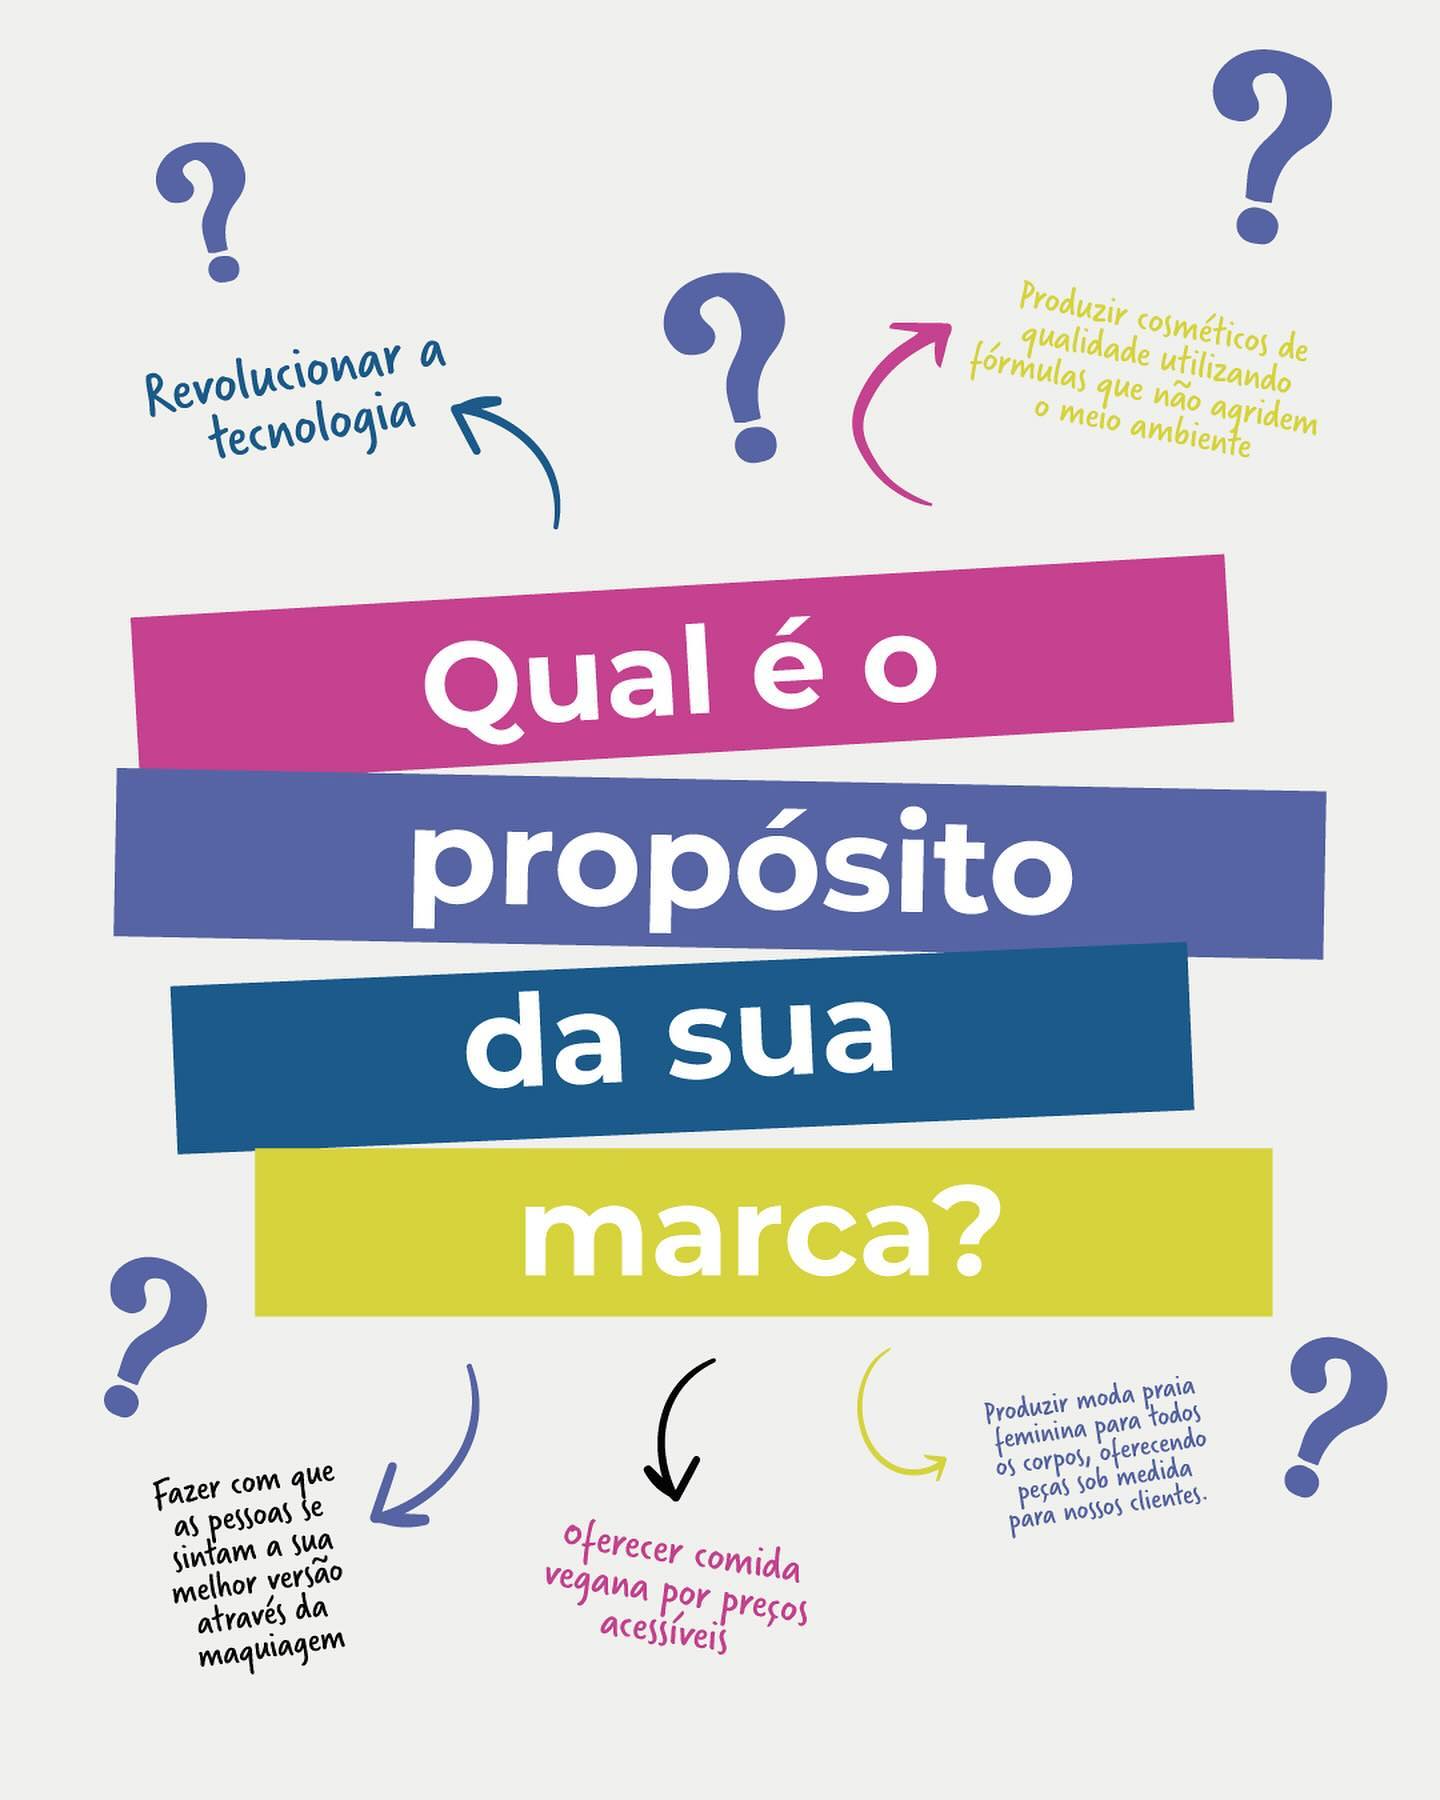 Revolucionar a
tecnologia
Produzir cosméticos de
qualidade utilizando
fórmulas que não agridem
o meio ambiente
Qual é o
propósito
da sua
marca?
Fazer com que
as pessoas se
sintam a sua
melhor versão
através da
maquiagem
oferecer comida
vegana por preços
acessíveis
Produzir moda praia
feminina para todos
os corpos, oferecendo
peças sob medida
para nossos clientes.